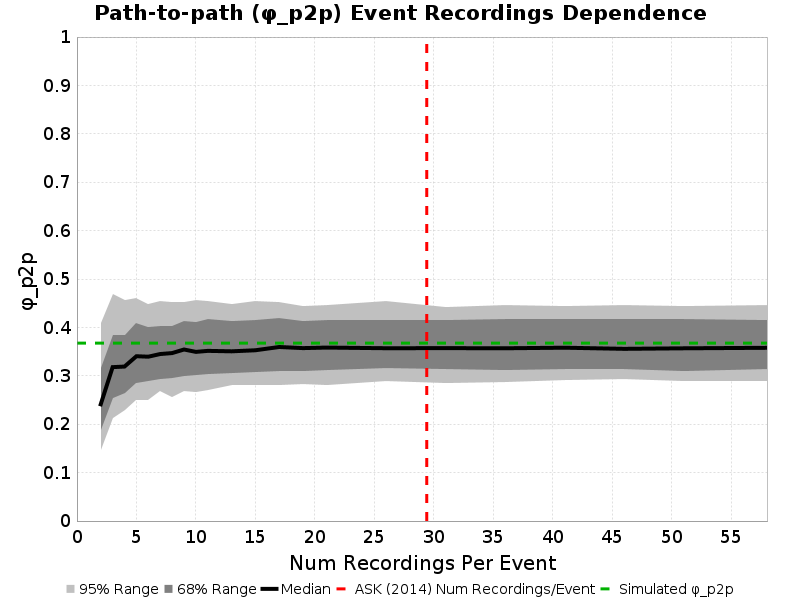 Path-to-path (φ_p2p) Event Recordings Dependence
1
0.9
0.8
0.7
0.6
0.5
0.4
0.3
0.2
0.1
0
φ_p2p
0 5 10 15 20 25 30 35 40 45 50 55
Num Recordings Per Event
95% Range 68% Range Median ASK (2014) Num Recordings/Event Simulated φ_p2p